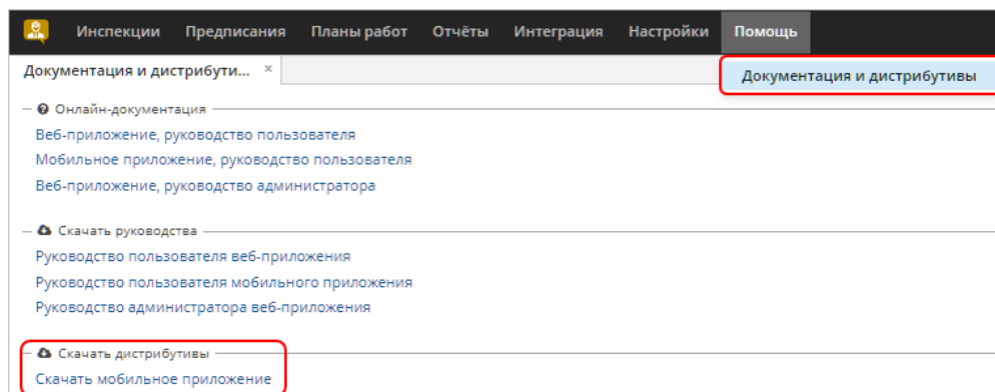 Инспекции Предписания Планы работ Отчёты Интеграция Настройки Помощь
Документация и дистрибути... ×
Документация и дистрибутивы
Онлайн-документация
Веб-приложение, руководство пользователя
Мобильное приложение, руководство пользователя
Веб-приложение, руководство администратора
Скачать руководства
Руководство пользователя веб-приложения
Руководство пользователя мобильного приложения
Руководство администратора веб-приложения
Скачать дистрибутивы
Скачать мобильное приложение